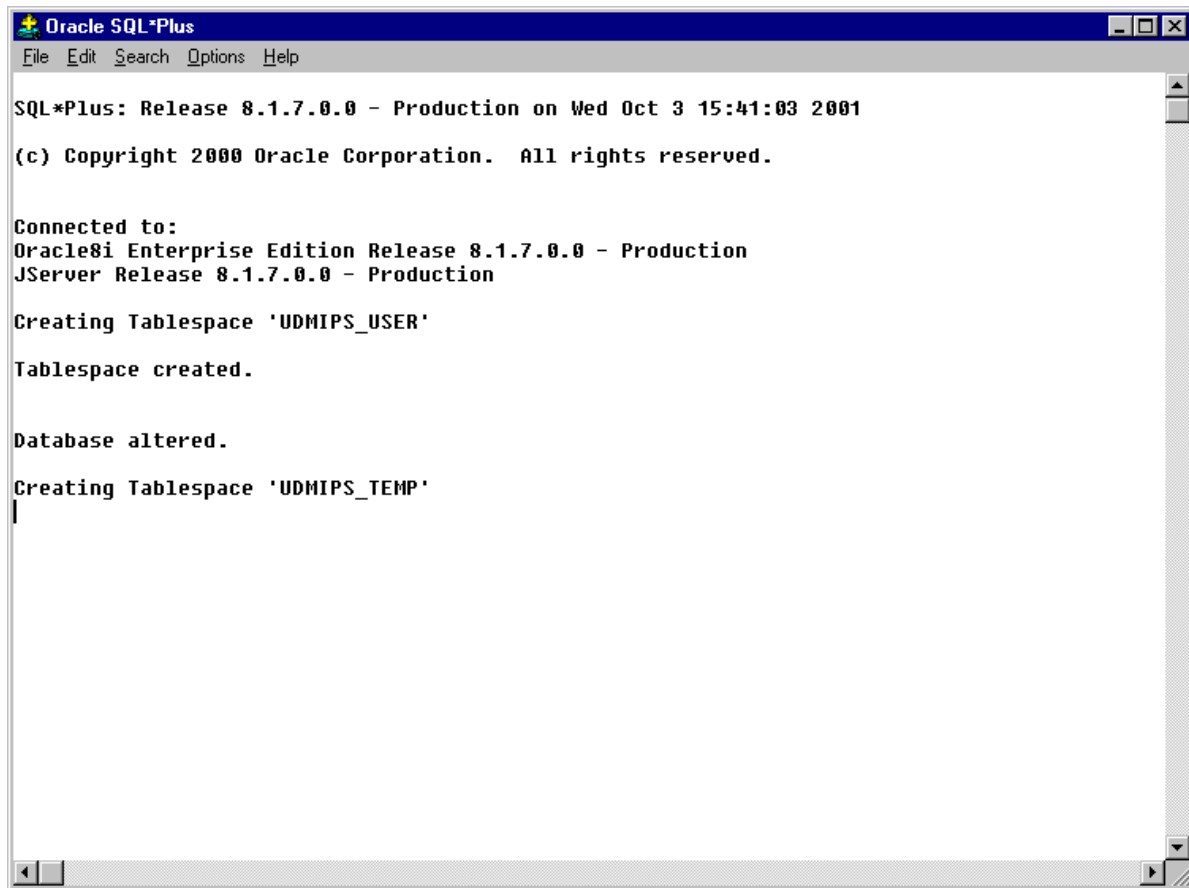 Oracle SQL*Plus
File Edit Search Options Help
SQL*Plus: Release 8.1.7.0.0 - Production on Wed Oct 3 15:41:03 2001
(c) Copyright 2000 Oracle Corporation.  All rights reserved.
Connected to:
Oracle8i Enterprise Edition Release 8.1.7.0.0 - Production
JServer Release 8.1.7.0.0 - Production
Creating Tablespace 'UDMIPS_USER'
Tablespace created.
Database altered.
Creating Tablespace 'UDMIPS_TEMP'